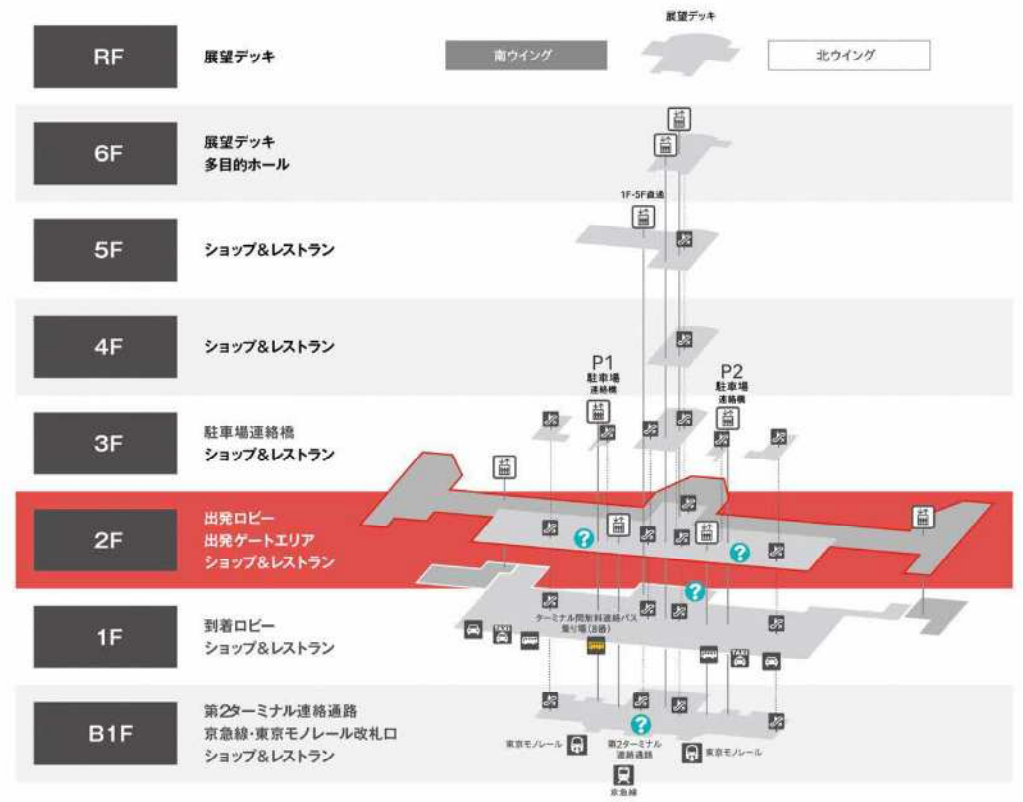 展望デッキ
RF
展望デッキ
南ウイング
北ウイング
6F
展望デッキ
多目的ホール
1F-5F直通
5F
ショップ&レストラン
4F
ショップ&レストラン
P1
駐車場
連絡橋
P2
駐車場
連絡橋
3F
駐車場連絡橋
ショップ&レストラン
2F
出発ロビー
出発ゲートエリア
ショップ&レストラン
?
?
?
1F
到着ロビー
ショップ&レストラン
ターミナル間無料連絡バス
乗り場(8番)
TAXI
TAXI
B1F
第2ターミナル連絡通路
京急線・東京モノレール改札口
ショップ&レストラン
?
東京モノレール
第2ターミナル
連絡通路
東京モノレール
京急線